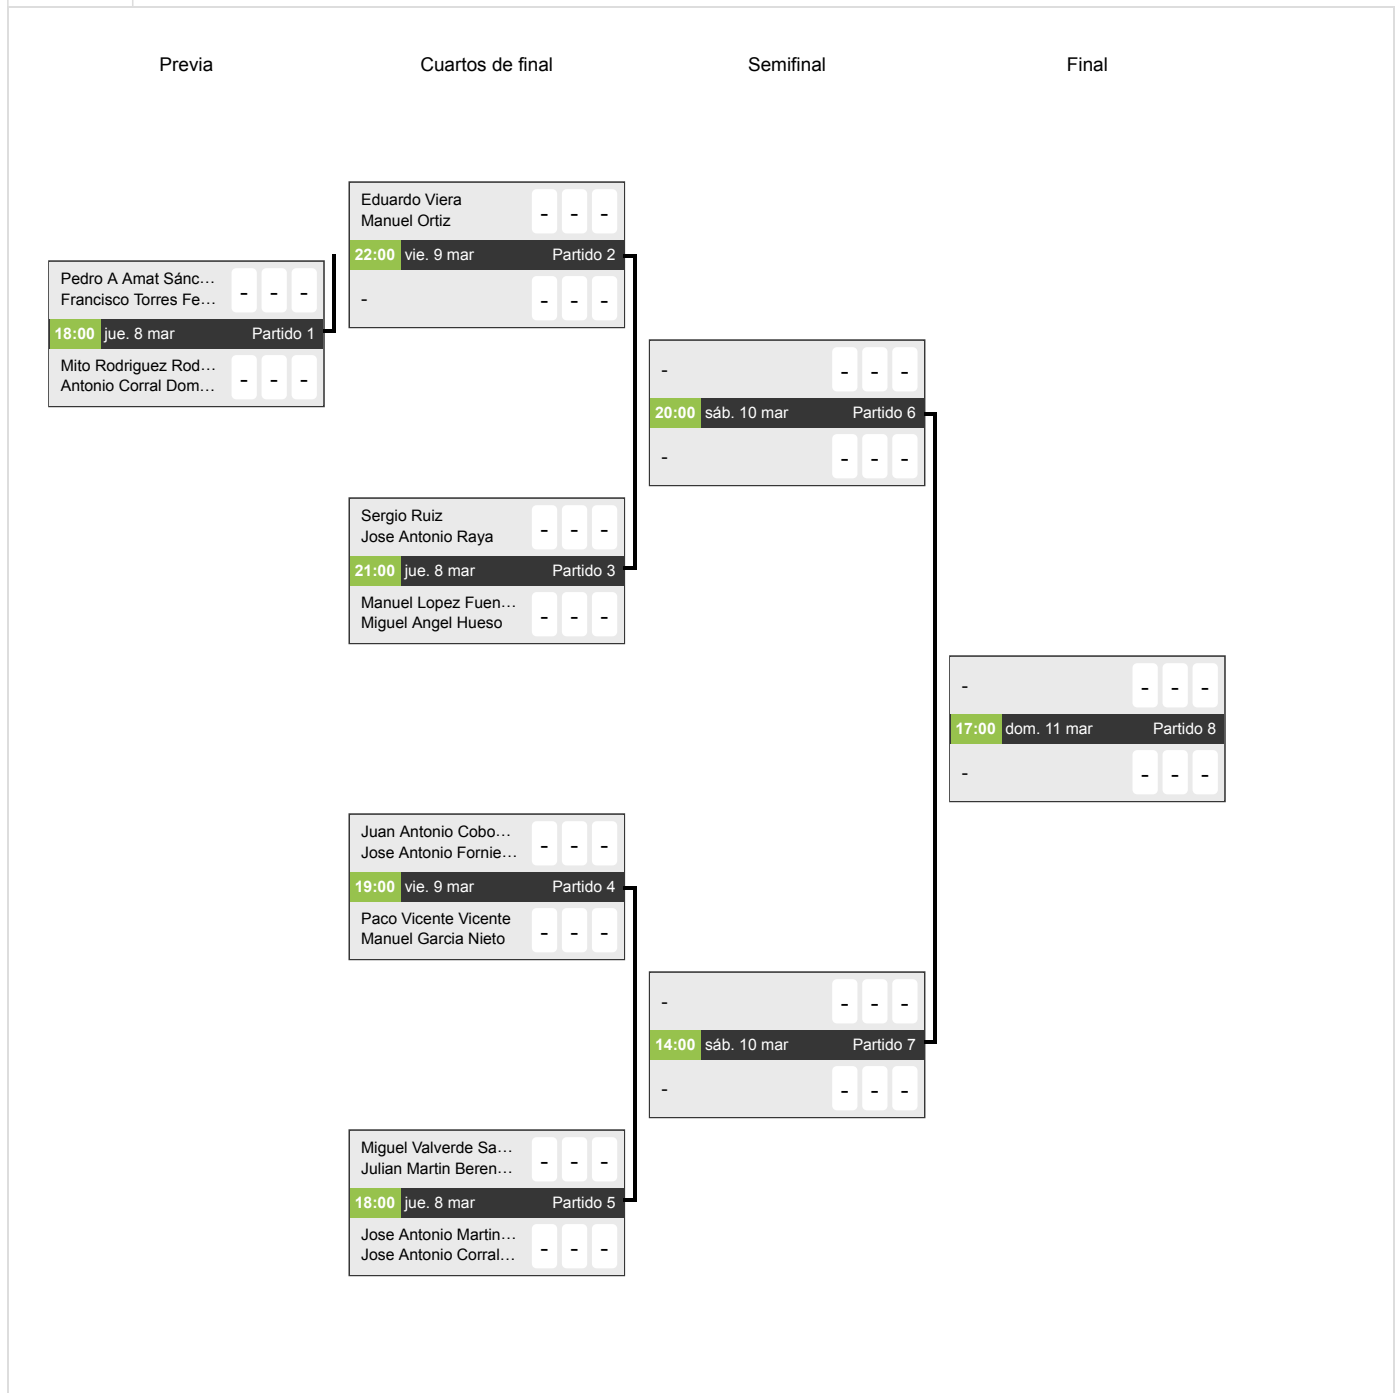 Previa
Cuartos de final
Semifinal
Final
Pedro A Amat Sánc...
Francisco Torres Fe...
- - -
18:00 jue. 8 mar Partido 1
Mito Rodriguez Rod...
Antonio Corral Dom...
- - -
Eduardo Viera
Manuel Ortiz
- - -
22:00 vie. 9 mar Partido 2
- - - -
Sergio Ruiz
Jose Antonio Raya
- - -
21:00 jue. 8 mar Partido 3
Manuel Lopez Fuen...
Miguel Angel Hueso
- - -
Juan Antonio Cobo...
Jose Antonio Fornie...
- - -
19:00 vie. 9 mar Partido 4
Paco Vicente Vicente
Manuel Garcia Nieto
- - -
Miguel Valverde Sa...
Julian Martin Beren...
- - -
18:00 jue. 8 mar Partido 5
Jose Antonio Martin...
Jose Antonio Corral...
- - -
- - - -
20:00 sáb. 10 mar Partido 6
- - - -
- - - -
14:00 sáb. 10 mar Partido 7
- - - -
- - - -
17:00 dom. 11 mar Partido 8
- - - -